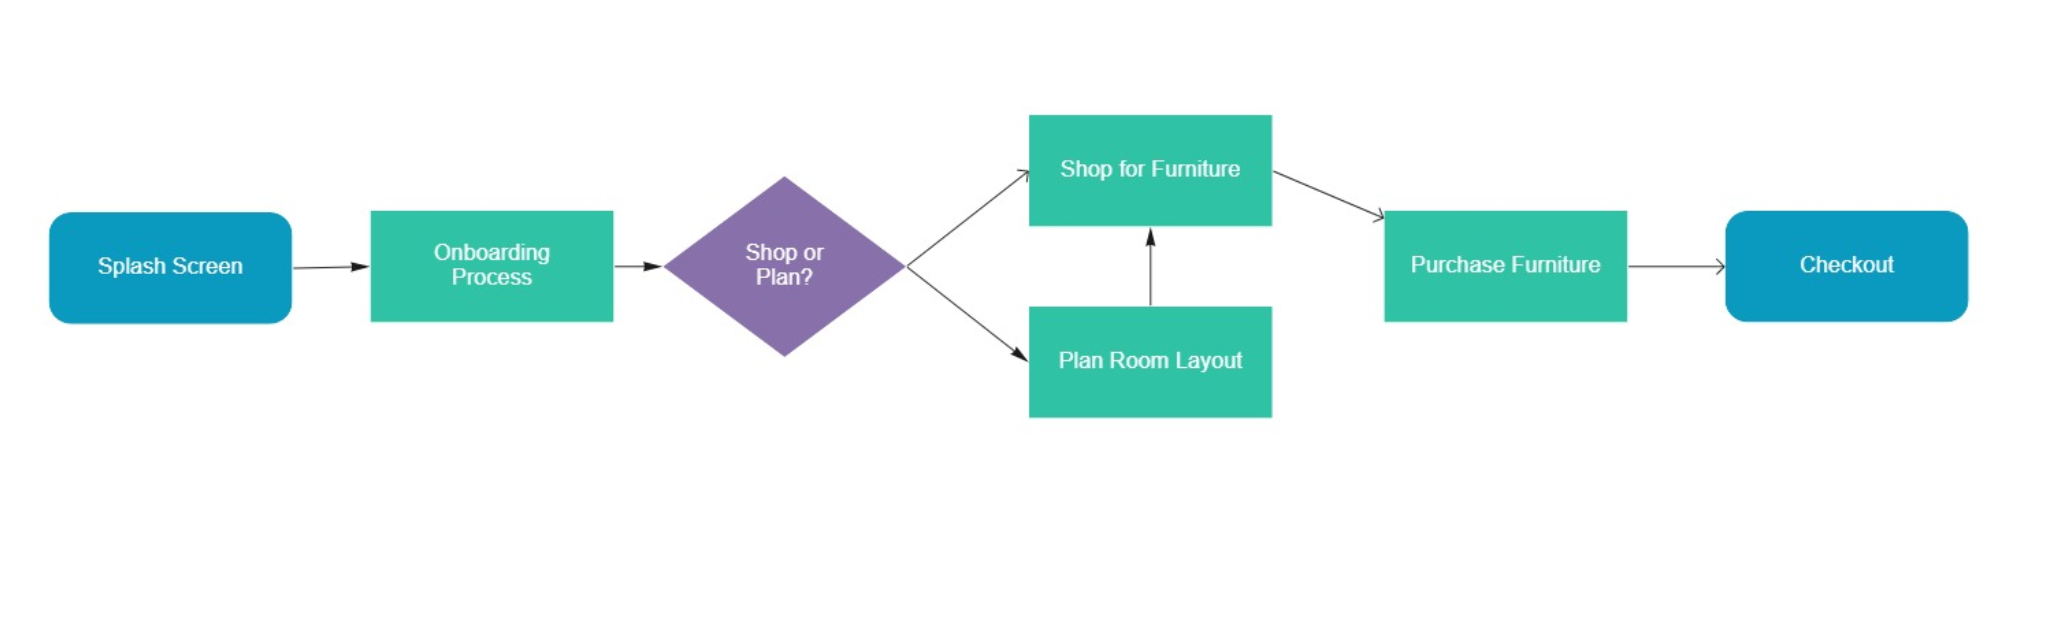 Splash Screen
Onboarding
Process
Shop or
Plan?
Shop for Furniture
Plan Room Layout
Purchase Furniture
Checkout